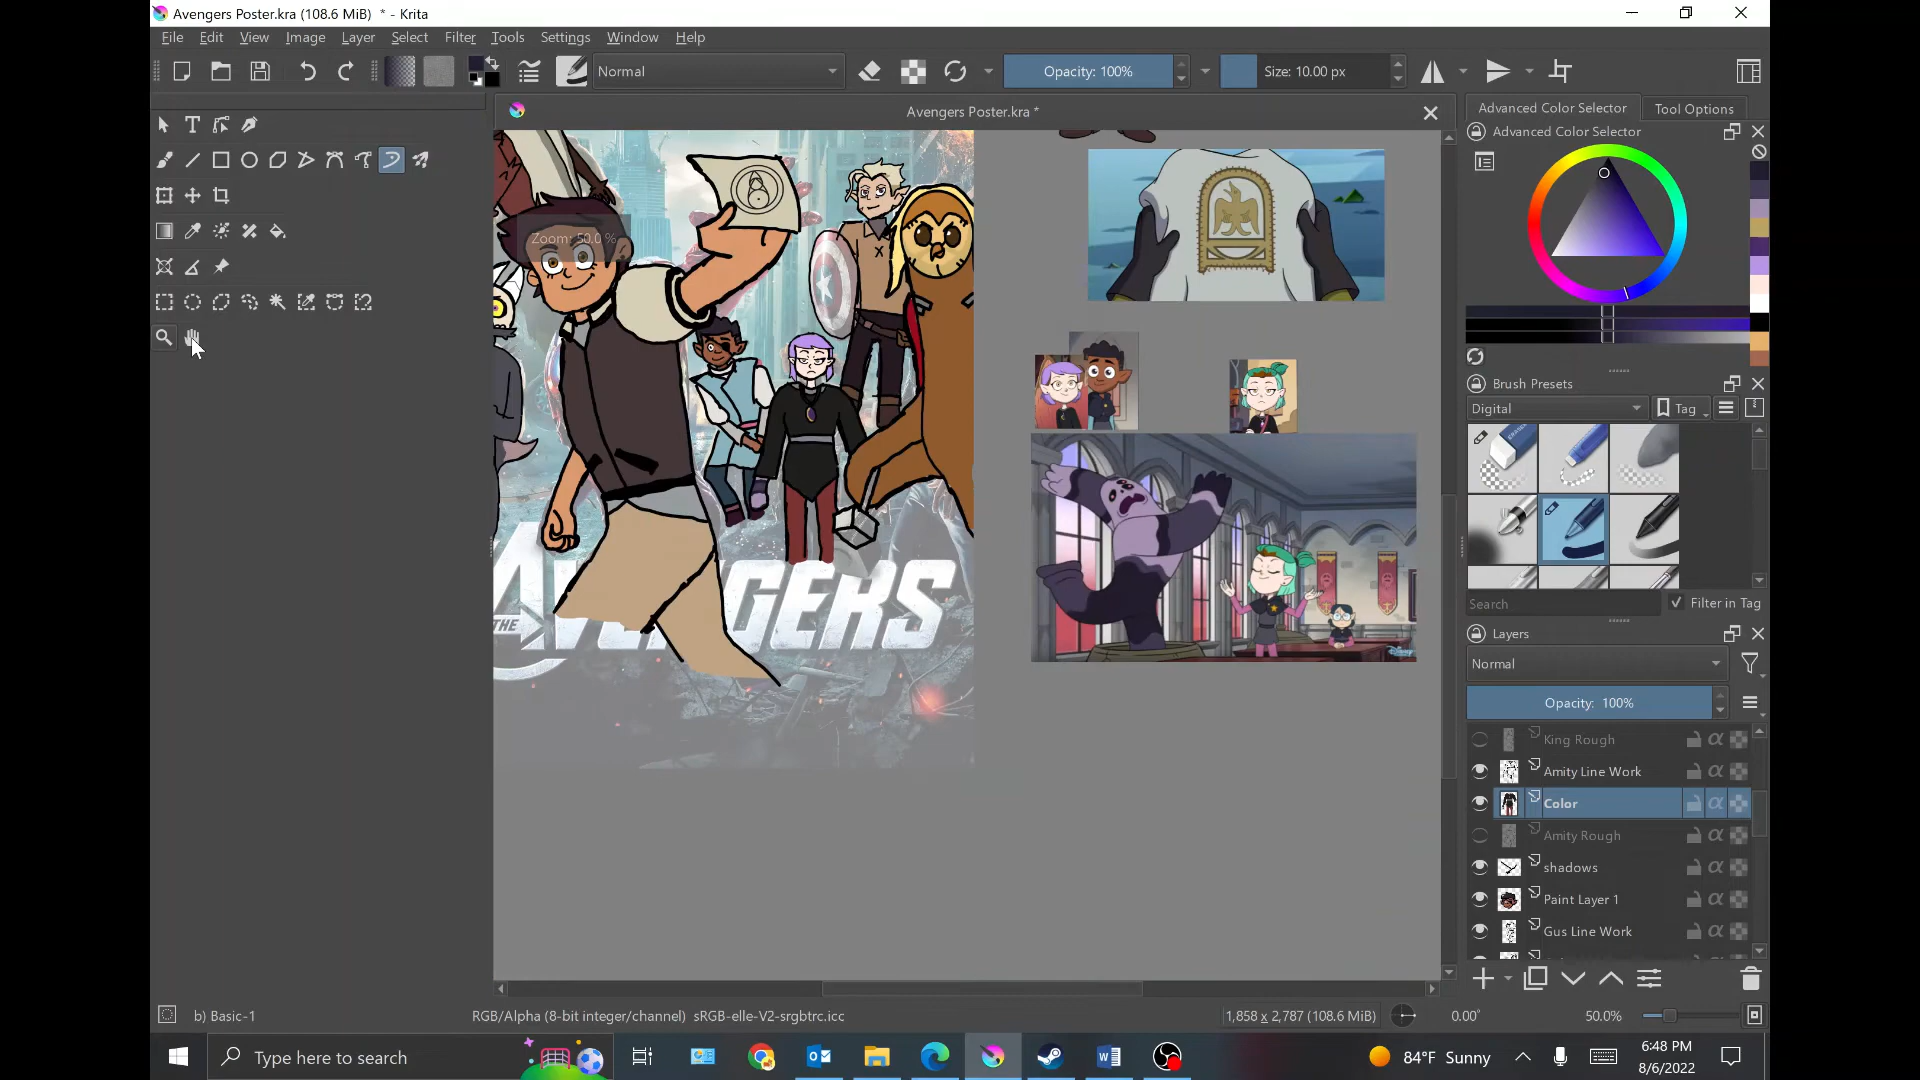 Avengers Poster.kra (108.6 MiB) * - Krita
File Edit View Image Layer Select Filter Tools Settings Window Help
Normal Opacity: 100% Size: 10.00 px
Avengers Poster.kra *
Advanced Color Selector Tool Options
Advanced Color Selector
Zoom: 50.0 %
Brush Presets
Digital Tag
Search Filter in Tag
THE AVENGERS
Disney
Layers
Normal
Opacity: 100%
King Rough
Amity Line Work
Color
Amity Rough
shadows
Paint Layer 1
Gus Line Work
b) Basic-1 RGB/Alpha (8-bit integer/channel) sRGB-elle-V2-srgbtrc.icc 1,858 x 2,787 (108.6 MiB) 0.00° 50.0%
Type here to search 84°F Sunny 6:48 PM
8/6/2022